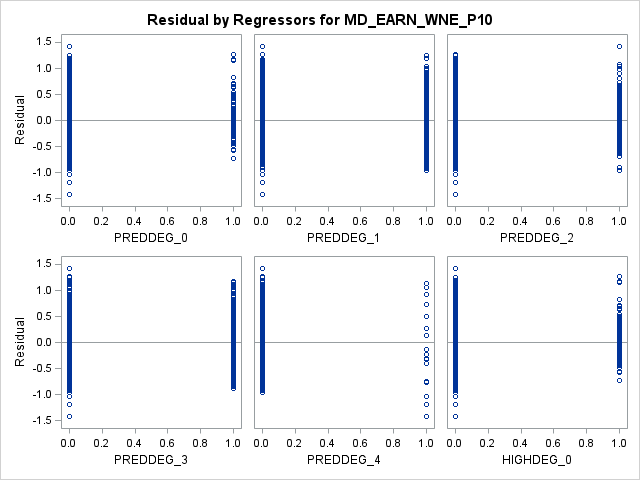 Residual by Regressors for MD_EARN_WNE_P10
Residual
1.5
1.0
0.5
0.0
-0.5
-1.0
-1.5
0.0 0.2 0.4 0.6 0.8 1.0
PREDDEG_0
0.0 0.2 0.4 0.6 0.8 1.0
PREDDEG_1
0.0 0.2 0.4 0.6 0.8 1.0
PREDDEG_2
Residual
1.5
1.0
0.5
0.0
-0.5
-1.0
-1.5
0.0 0.2 0.4 0.6 0.8 1.0
PREDDEG_3
0.0 0.2 0.4 0.6 0.8 1.0
PREDDEG_4
0.0 0.2 0.4 0.6 0.8 1.0
HIGHDEG_0